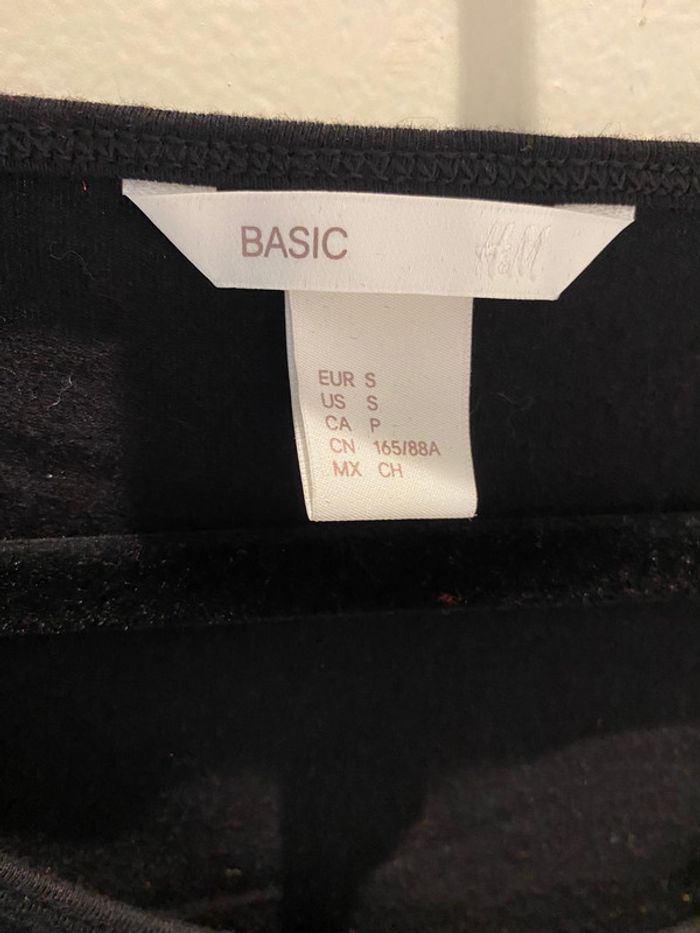 BASIC H&M
EUR S
US S
CA P
CN 165/88A
MX CH